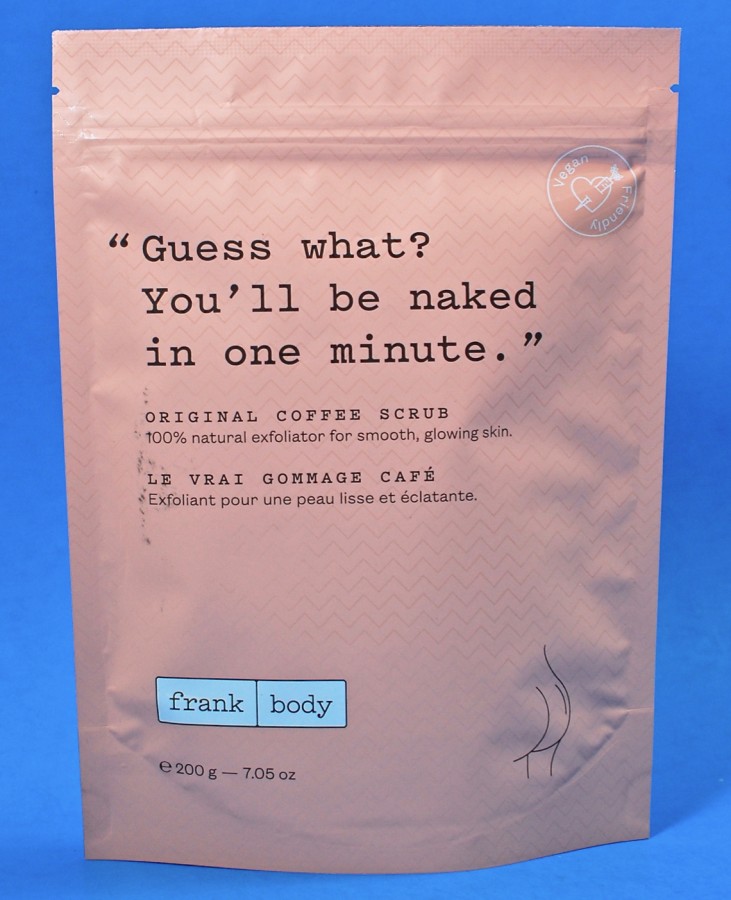 Vegan Friendly
“Guess what?
You’ll be naked
in one minute.”
ORIGINAL COFFEE SCRUB
100% natural exfoliator for smooth, glowing skin.
LE VRAI GOMMAGE CAFÉ
Exfoliant pour une peau lisse et éclatante.
frank body
℮ 200 g — 7.05 oz